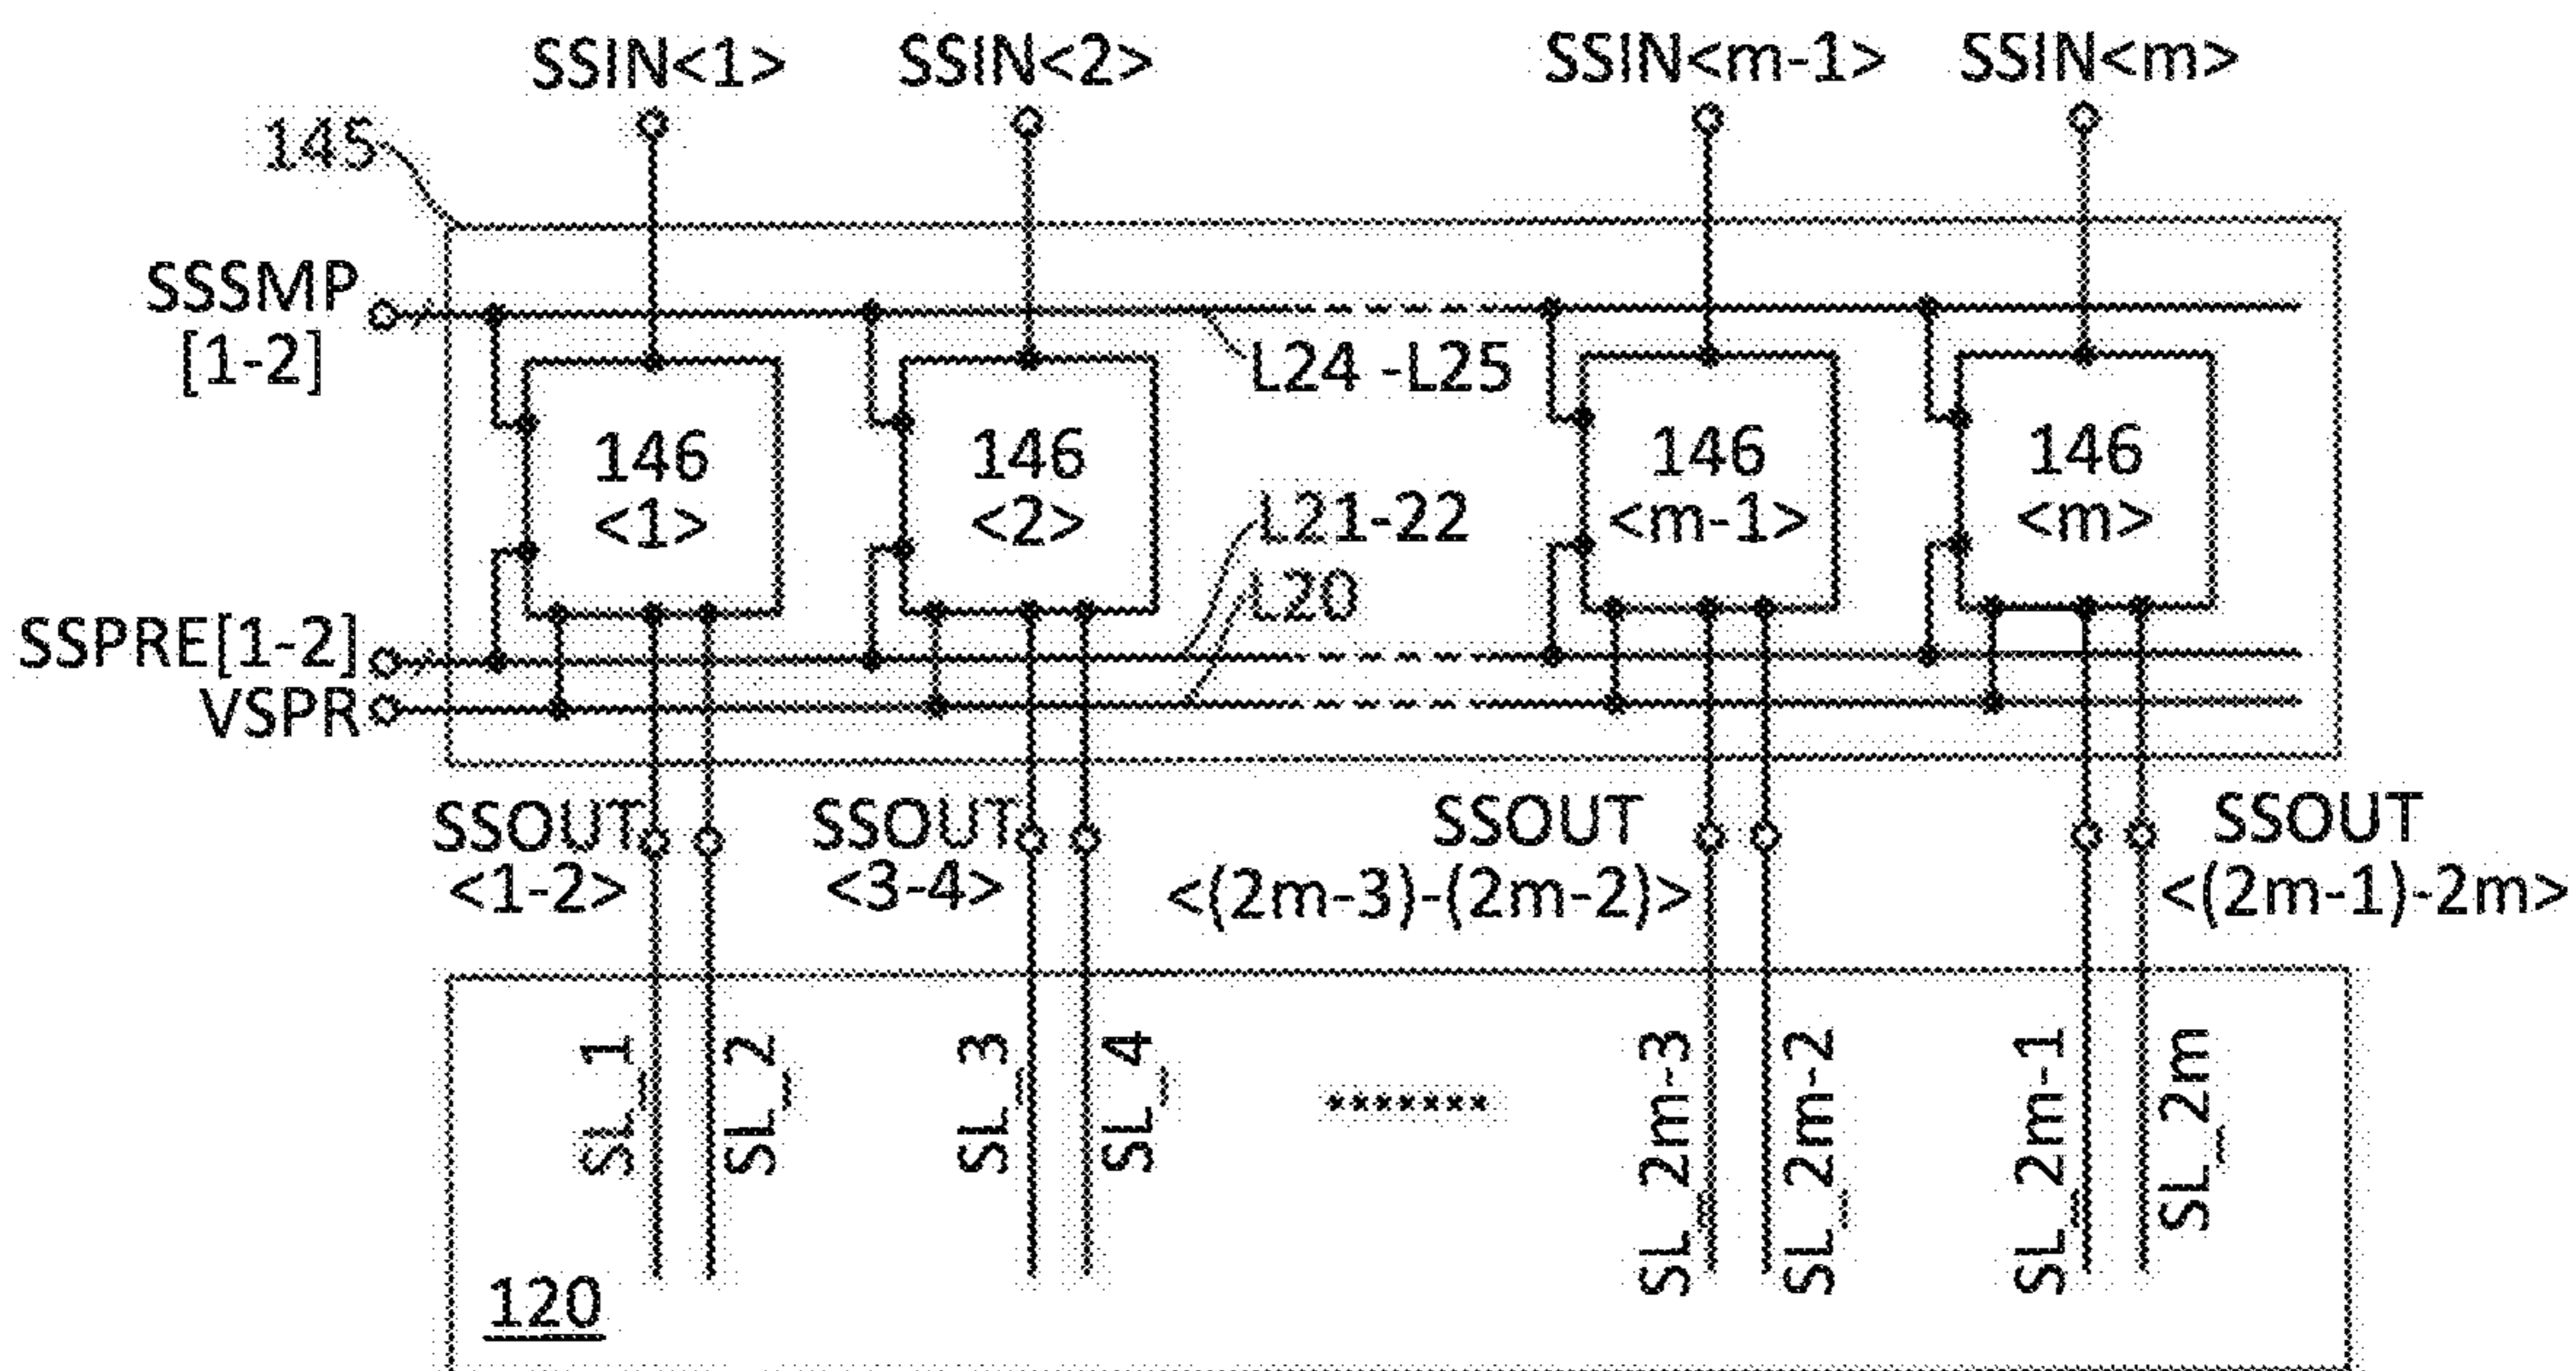 SSIN<1>
SSIN<2>
SSIN<m-1>
SSIN<m>
145
SSSMP
[1-2]
L24 -L25
146
<1>
146
<2>
146
<m-1>
146
<m>
L21-22
L20
SSPRE[1-2]
VSPR
SSOUT
<1-2>
SSOUT
<3-4>
SSOUT
<(2m-3)-(2m-2)>
SSOUT
<(2m-1)-2m>
SL_1
SL_2
SL_3
SL_4
SL_2m-3
SL_2m-2
SL_2m-1
SL_2m
120